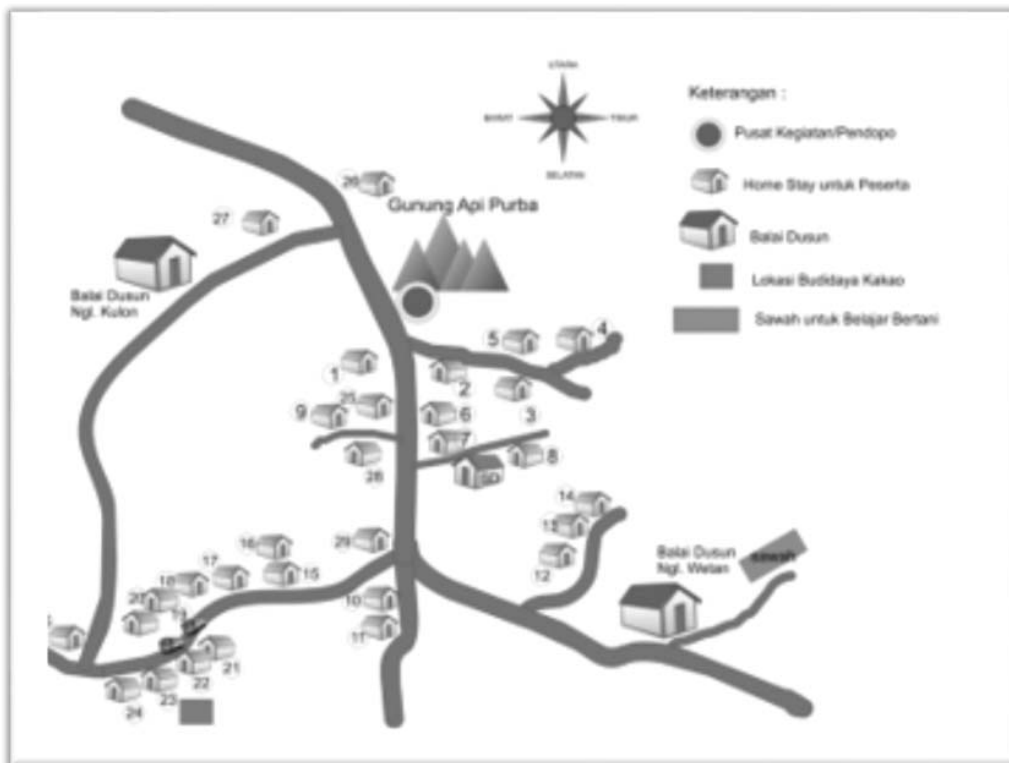 UTARA
BARAT
TIMUR
SELATAN
Keterangan :
Pusat Kegiatan/Pendopo
Home Stay untuk Peserta
Balai Dusun
Lokasi Budidaya Kakao
Sawah untuk Belajar Bertani
26
Gunung Api Purba
27
Balai Dusun
Ngl. Kulon
5
4
1
2
25
3
9
6
7
28
SD
8
14
13
12
29
16
15
17
18
20
19
10
11
Balai Dusun
Ngl. Wetan
sawah
21
22
23
24